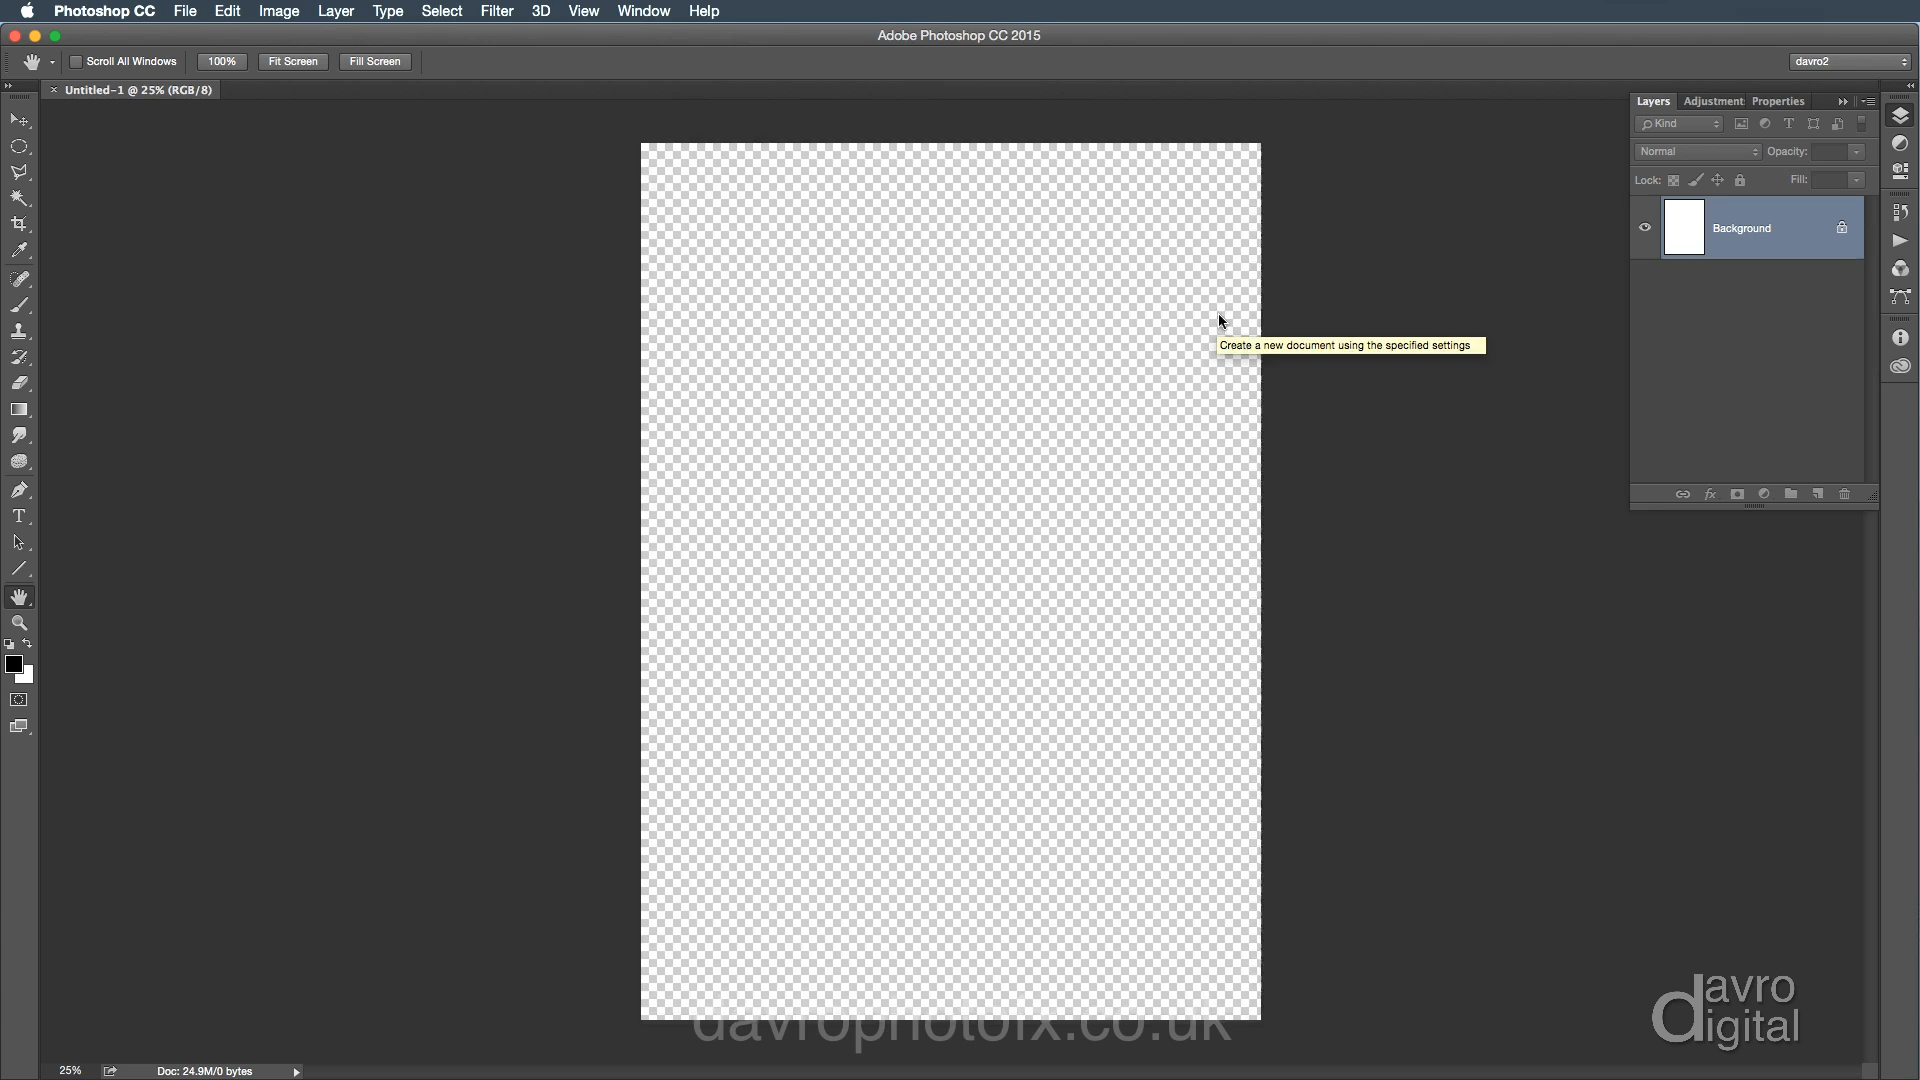 Photoshop CC File Edit Image Layer Type Select Filter 3D View Window Help
Adobe Photoshop CC 2015
Scroll All Windows 100% Fit Screen Fill Screen davro2
× Untitled-1 @ 25% (RGB/8)
Layers Adjustment: Properties
Kind
Normal Opacity:
Lock: Fill:
Background
Create a new document using the specified settings
davro
digital
davrophotofx.co.uk
25% Doc: 24.9M/0 bytes